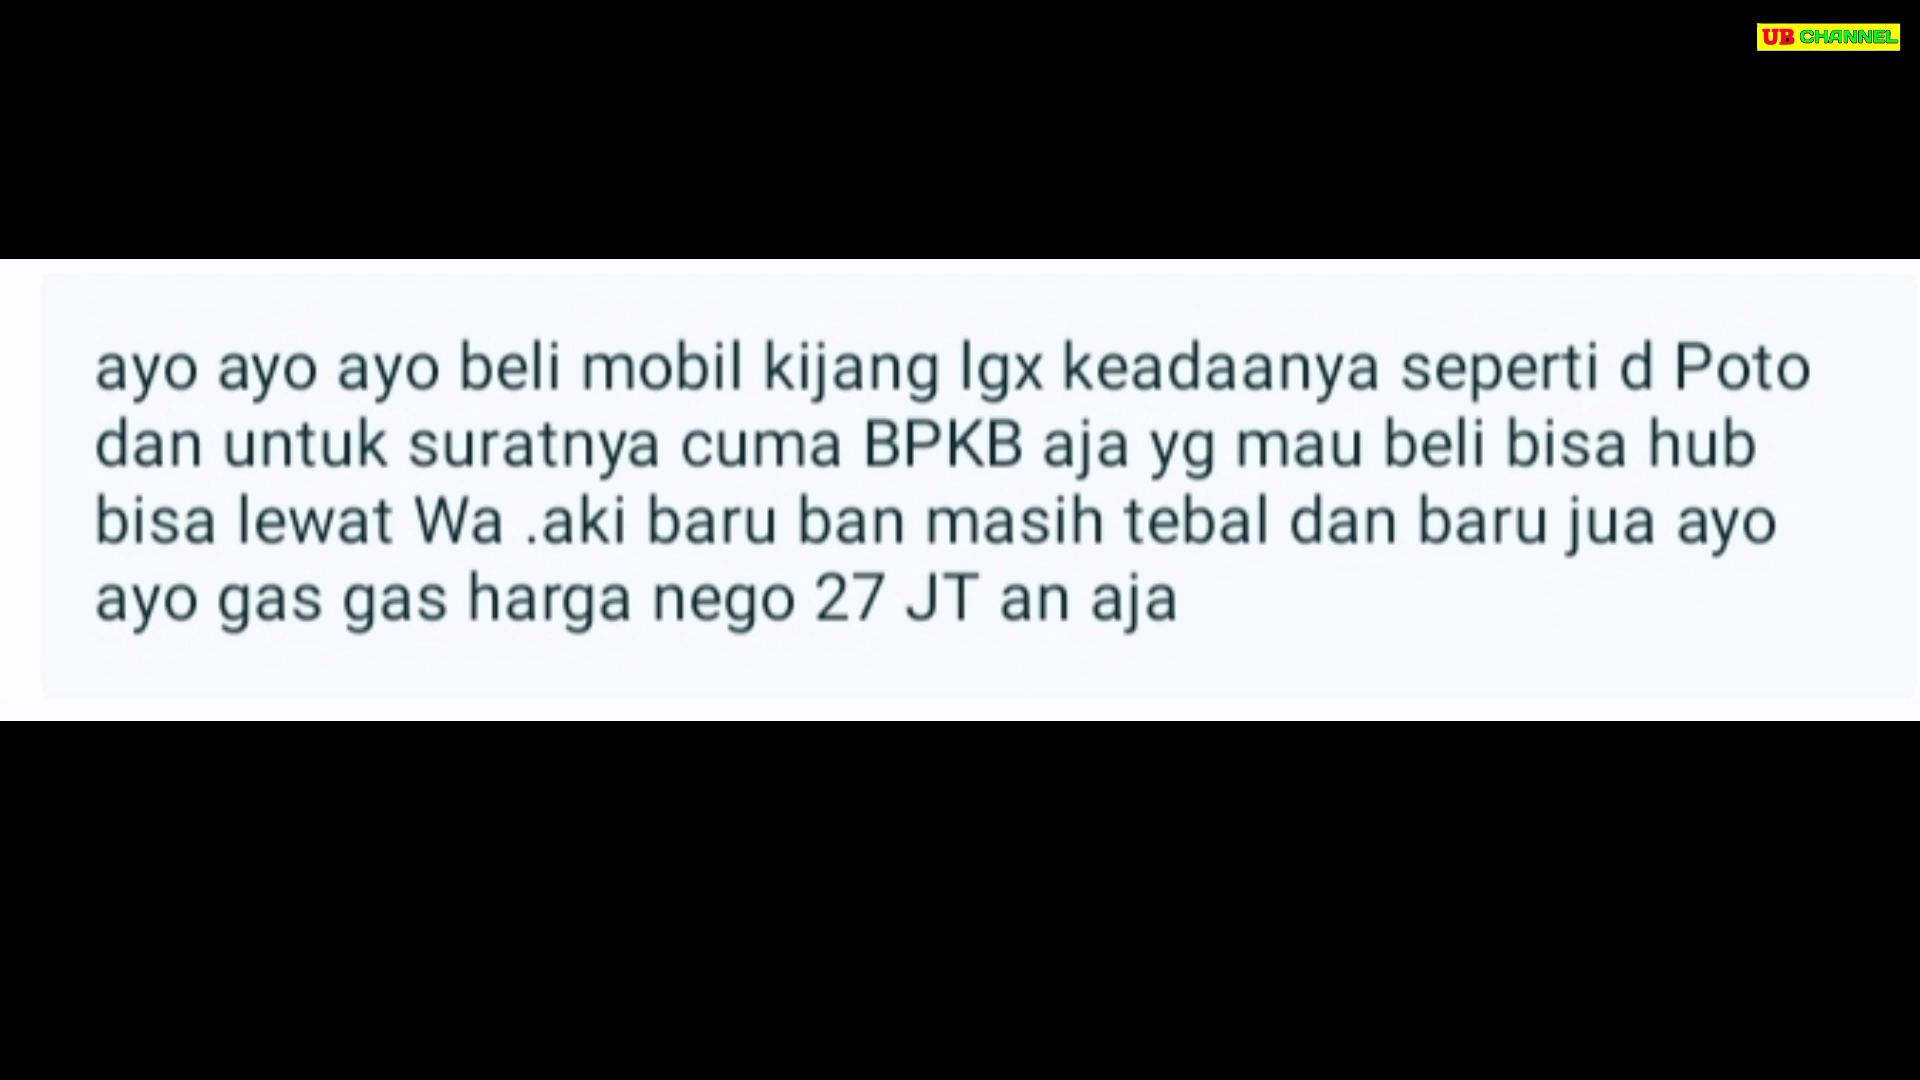 UB CHANNEL
ayo ayo ayo beli mobil kijang lgx keadaanya seperti d Poto
dan untuk suratnya cuma BPKB aja yg mau beli bisa hub
bisa lewat Wa .aki baru ban masih tebal dan baru jua ayo
ayo gas gas harga nego 27 JT an aja